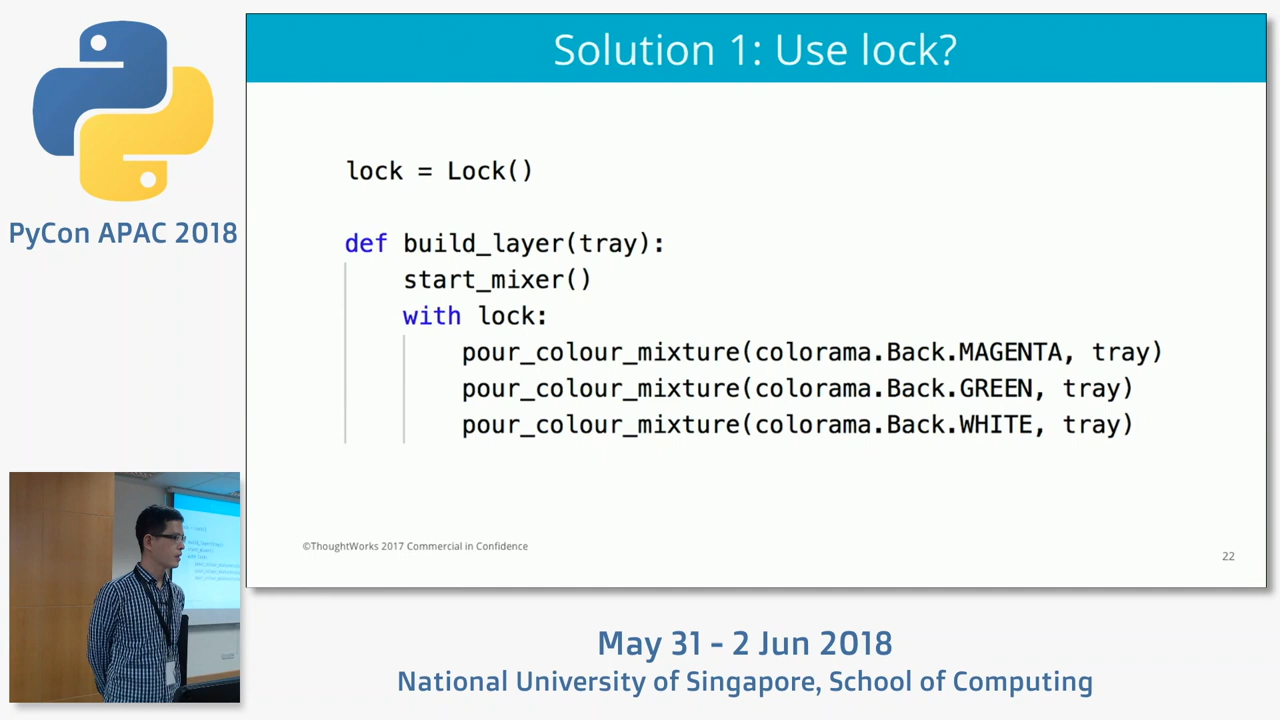 Solution 1: Use lock?
lock = Lock()
def build_layer(tray):
start_mixer()
with lock:
pour_colour_mixture(colorama.Back.MAGENTA, tray)
pour_colour_mixture(colorama.Back.GREEN, tray)
pour_colour_mixture(colorama.Back.WHITE, tray)
©ThoughtWorks 2017 Commercial in Confidence
22
PyCon APAC 2018
May 31 - 2 Jun 2018
National University of Singapore, School of Computing